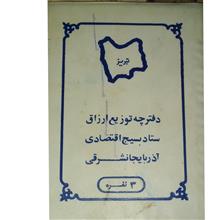 تبریز
دفترچه توزیع ارزاق
ستاد بسیج اقتصادی
آذربایجانشرقی
۳ نفره